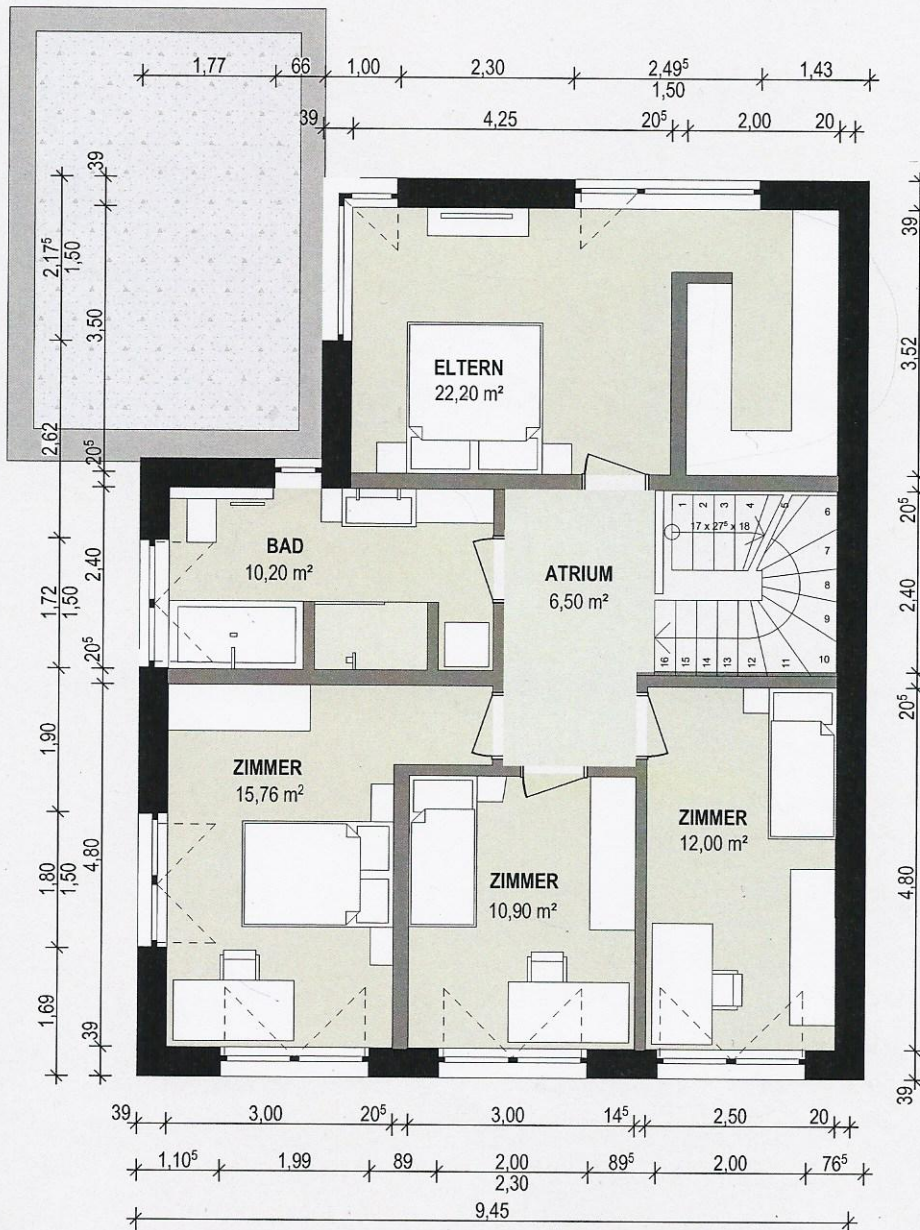 1,77 66 1,00 2,30 2,49⁵ 1,43
1,50
39 4,25 20⁵ 2,00 20
39
39
2,17⁵
1,50
3,50
39
3,52
ELTERN
22,20 m²
2,62
20⁵
20⁵
1 2 3 4 5 6
17 x 27⁵ x 18
7
BAD
10,20 m²
ATRIUM
6,50 m²
8
2,40
1,72
1,50
2,40
9
16 15 14 13 12 11 10
20⁵
20⁵
1,90
ZIMMER
15,76 m²
ZIMMER
12,00 m²
ZIMMER
10,90 m²
1,80
1,50
4,80
4,80
1,69
39
39
39 3,00 20⁵ 3,00 14⁵ 2,50 20
1,10⁵ 1,99 89 2,00 89⁵ 2,00 76⁵
2,30
9,45